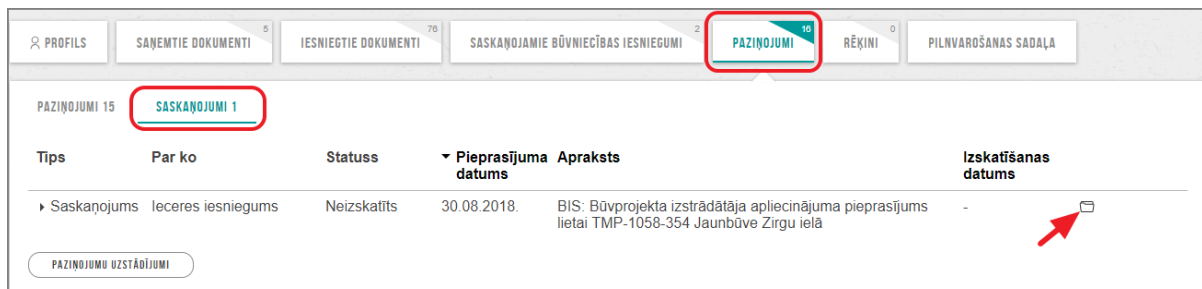 PROFILS
SAŅEMTIE DOKUMENTI 5
IESNIEGTIE DOKUMENTI 76
SASKAŅOJAMIE BŪVNIECĪBAS IESNIEGUMI 2
PAZIŅOJUMI 16
RĒĶINI 0
PILNVAROŠANAS SADAĻA
PAZIŅOJUMI 15
SASKAŅOJUMI 1
Tips
Par ko
Statuss
Pieprasījuma
datums
Apraksts
Izskatīšanas
datums
Saskaņojums
Ieceres iesniegums
Neizskatīts
30.08.2018.
BIS: Būvprojekta izstrādātāja apliecinājuma pieprasījums
lietai TMP-1058-354 Jaunbūve Zirgu ielā
-
PAZIŅOJUMU UZSTĀDĪJUMI